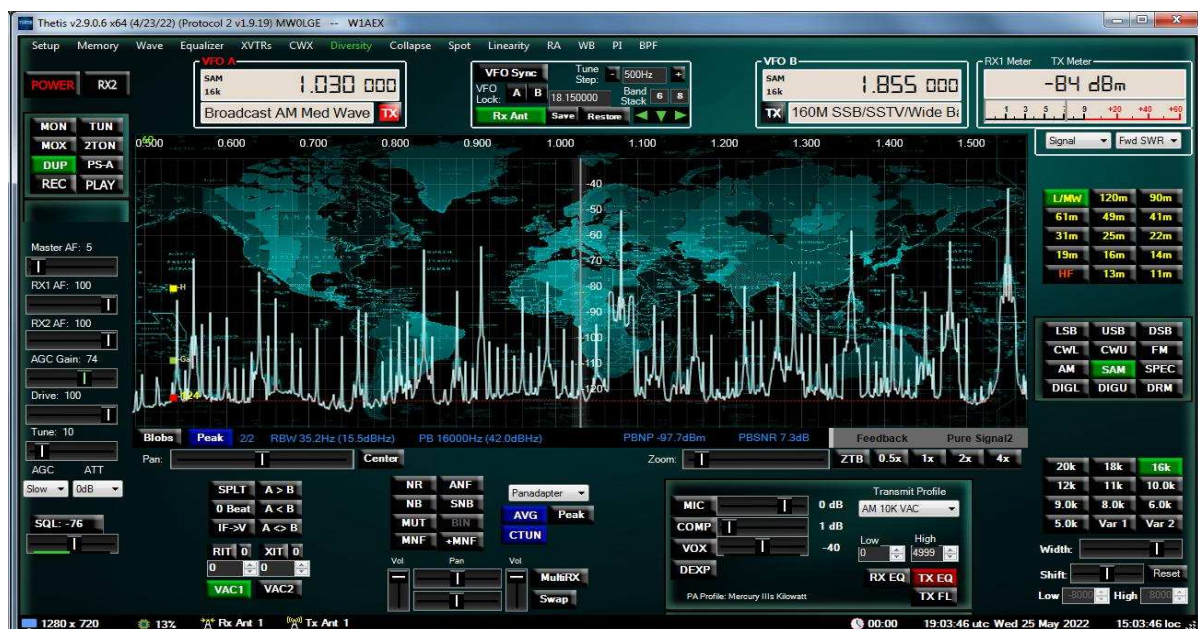 Thetis v2.9.0.6 x64 (4/23/22) (Protocol 2 v1.9.19) MW0LGE -- W1AEX
Setup Memory Wave Equalizer XVTRs CWX Diversity Collapse Spot Linearity RA WB PI BPF
POWER RX2
VFO A
SAM
16k
1.030 000
Broadcast AM Med Wave TX
VFO Sync Tune Step: - 500Hz +
VFO Lock: A B 18.150000 Band Stack 6 8
Rx Ant Save Restore
VFO B
SAM
16k
1.855 000
TX 160M SSB/SSTV/Wide Ba
RX1 Meter TX Meter
-84 dBm
1 3 5 7 9 +20 +40 +60
Signal Fwd SWR
MON TUN
MOX 2TON
DUP PS-A
REC PLAY
0.500 0.600 0.700 0.800 0.900 1.000 1.100 1.200 1.300 1.400 1.500
-40
-50
-60
-70
-80
-90
-100
-110
-120
L/MW 120m 90m
61m 49m 41m
31m 25m 22m
19m 16m 14m
HF 13m 11m
Master AF: 5
RX1 AF: 100
RX2 AF: 100
AGC Gain: 74
Drive: 100
Tune: 10
AGC ATT
Slow 0dB
SQL: -76
LSB USB DSB
CWL CWU FM
AM SAM SPEC
DIGL DIGU DRM
Blobs Peak 2/2 RBW 35.2Hz (15.5dBHz) PB 16000Hz (42.0dBHz) PBNP -97.7dBm PBSNR 7.3dB Feedback Pure Signal2
Pan: Center Zoom: ZTB 0.5x 1x 2x 4x
SPLT A > B
0 Beat A < B
IF->V A <> B
RIT 0 XIT 0
0 0
VAC1 VAC2
NR ANF
NB SNB
MUT BIN
MNF +MNF
Panadapter
AVG Peak
CTUN
Vol Pan Vol
MultiRX
Swap
MIC 0 dB
COMP 1 dB
VOX -40
DEXP
Transmit Profile
AM 10K VAC
Low High
0 4999
RX EQ TX EQ
PA Profile: Mercury IIIs Kilowatt TX FL
20k 18k 16k
12k 11k 10.0k
9.0k 8.0k 6.0k
5.0k Var 1 Var 2
Width:
Shift: Reset
Low -8000 High 8000
1280 x 720 13% Rx Ant 1 Tx Ant 1 00:00 19:03:46 utc Wed 25 May 2022 15:03:46 loc